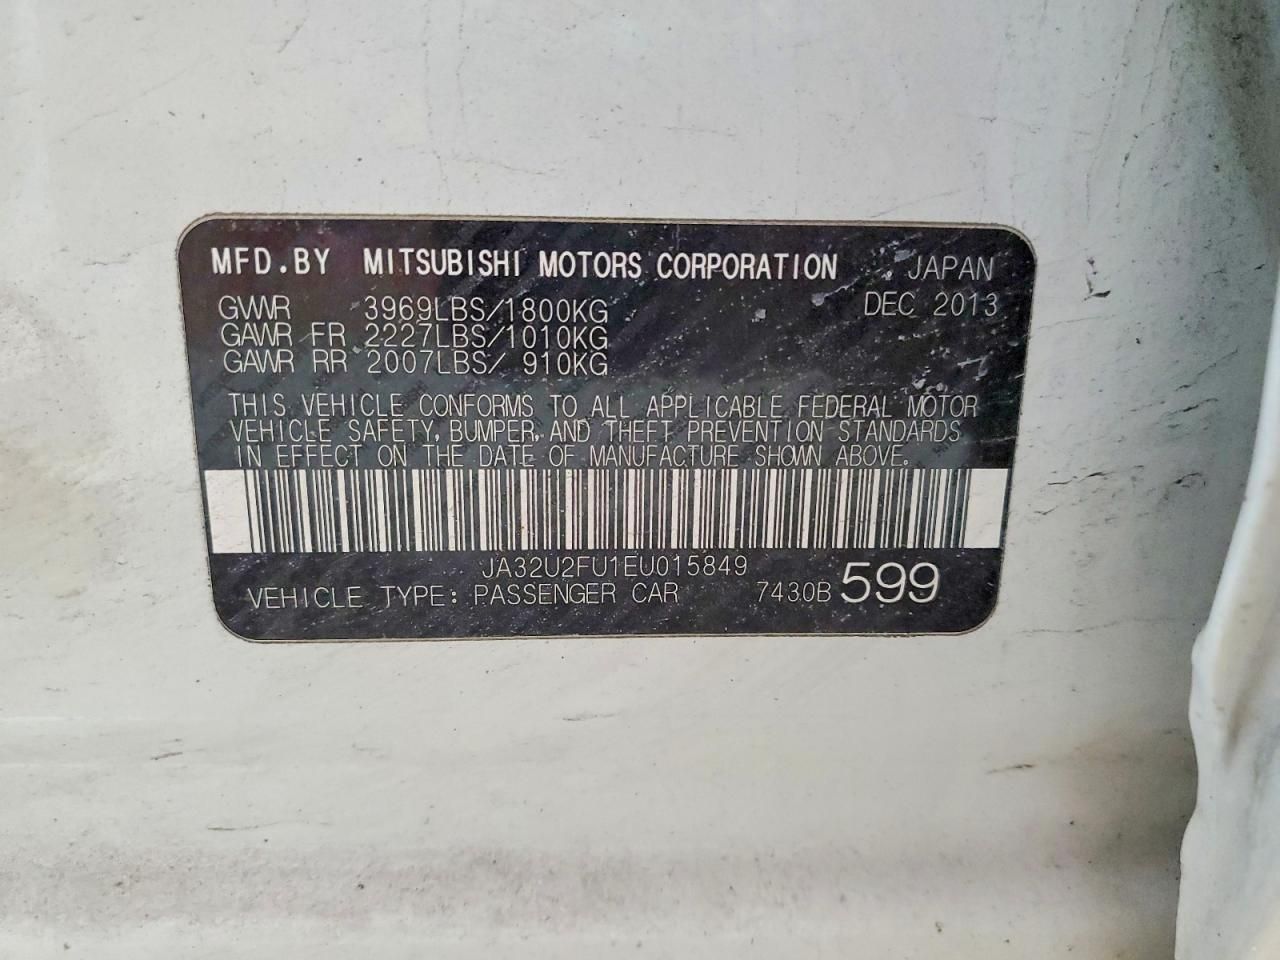 MFD.BY MITSUBISHI MOTORS CORPORATION JAPAN
GVWR 3969LBS/1800KG DEC 2013
GAWR FR 2227LBS/1010KG
GAWR RR 2007LBS/ 910KG
THIS VEHICLE CONFORMS TO ALL APPLICABLE FEDERAL MOTOR
VEHICLE SAFETY, BUMPER, AND THEFT PREVENTION STANDARDS
IN EFFECT ON THE DATE OF MANUFACTURE SHOWN ABOVE.
JA32U2FU1EU015849
VEHICLE TYPE: PASSENGER CAR 7430B 599